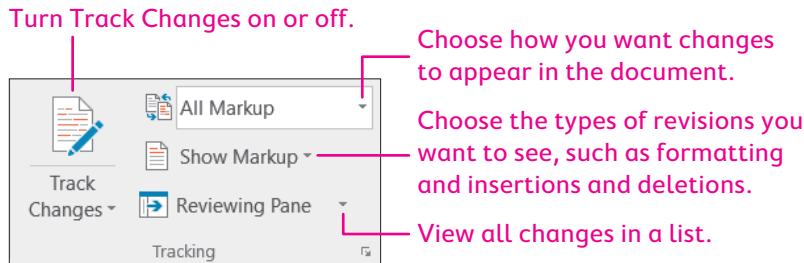 Turn Track Changes on or off.
Choose how you want changes
to appear in the document.
All Markup
Choose the types of revisions you
want to see, such as formatting
and insertions and deletions.
Show Markup
Track
Changes
Reviewing Pane
View all changes in a list.
Tracking